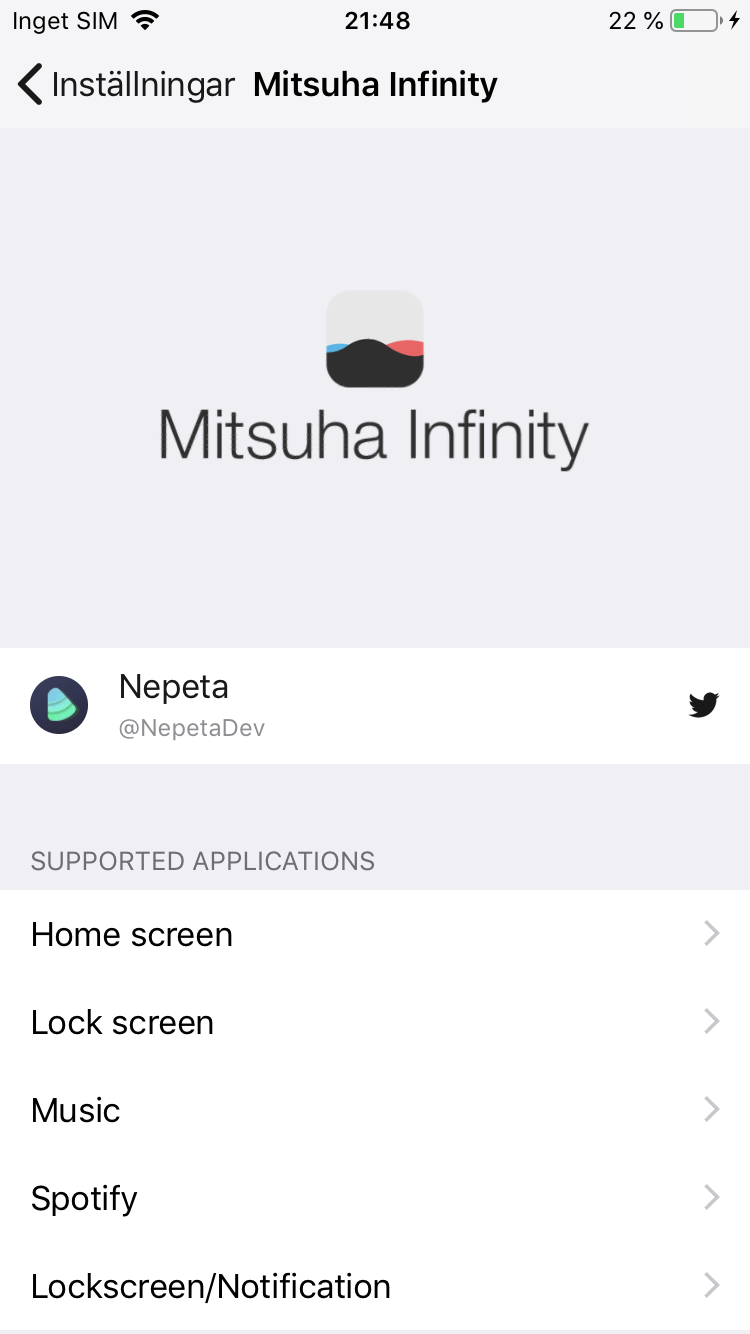 Inget SIM 21:48 22 %
Inställningar Mitsuha Infinity
Mitsuha Infinity
Nepeta
@NepetaDev
SUPPORTED APPLICATIONS
Home screen
Lock screen
Music
Spotify
Lockscreen/Notification